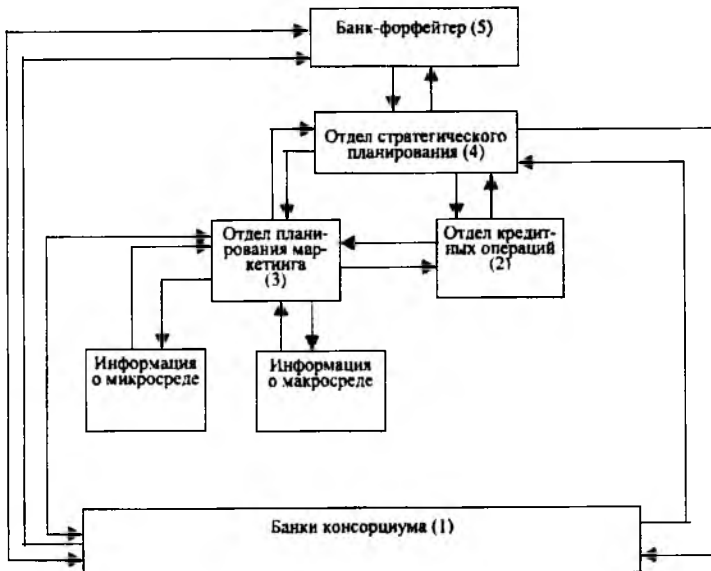 Банк-форфейтер (5)
Отдел стратегического
планирования (4)
Отдел плани-
рования мар-
кетинга
(3)
Отдел кредит-
ных операций
(2)
Информация
о микросреде
Информация
о макросреде
Банки консорциума (1)